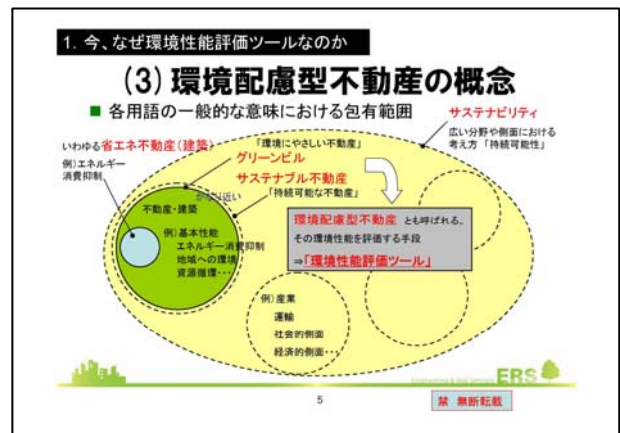 1. 今、なぜ環境性能評価ツールなのか
(3)環境配慮型不動産の概念
■ 各用語の一般的な意味における包有範囲
サステナビリティ
広い分野や側面における
考え方 「持続可能性」
いわゆる省エネ不動産(建築)
例)エネルギー
消費抑制
「環境にやさしい不動産」
グリーンビル
サステナブル不動産
「持続可能な不動産」
かなり近い
不動産・建築
例)基本性能
エネルギー消費抑制
地域への環境
資源循環・・・
環境配慮型不動産 とも呼ばれる。
その環境性能を評価する手段
⇒「環境性能評価ツール」
例)産業
運輸
社会的側面
経済的側面・・・
Engineering & Risk Services ERS
5
禁 無断転載